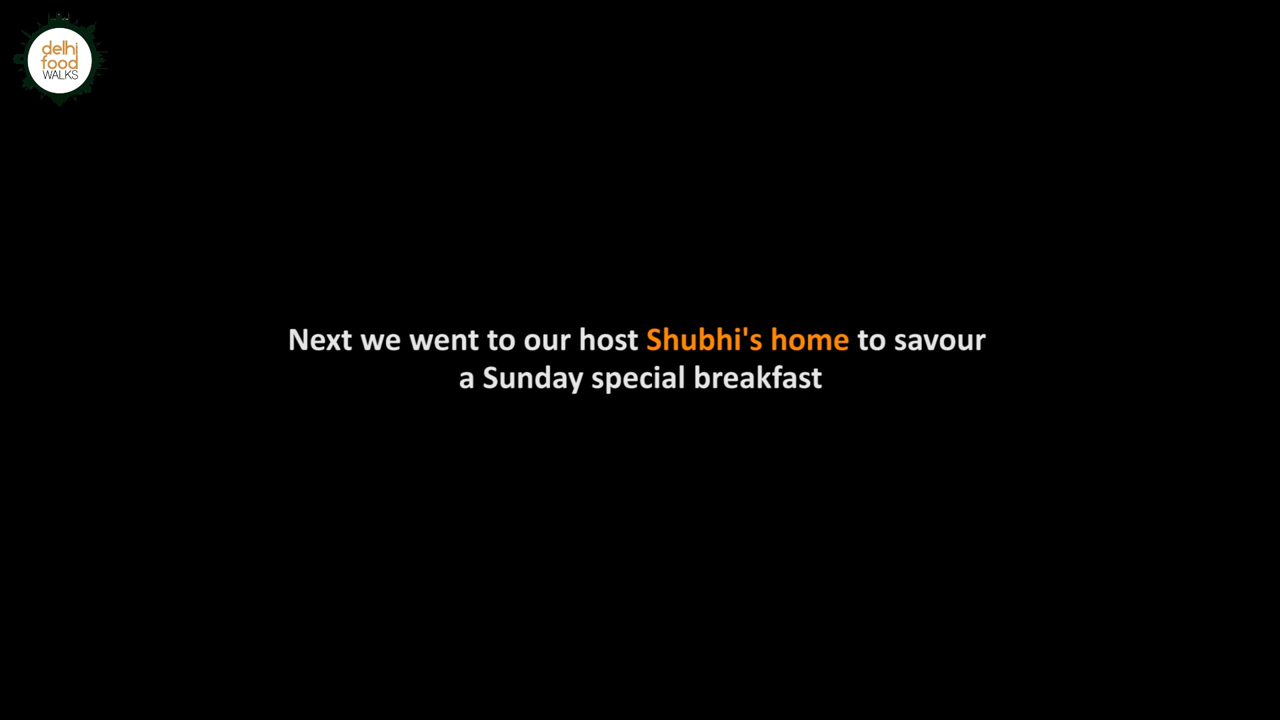 delhi
food
WALKS
Next we went to our host Shubhi's home to savour
a Sunday special breakfast